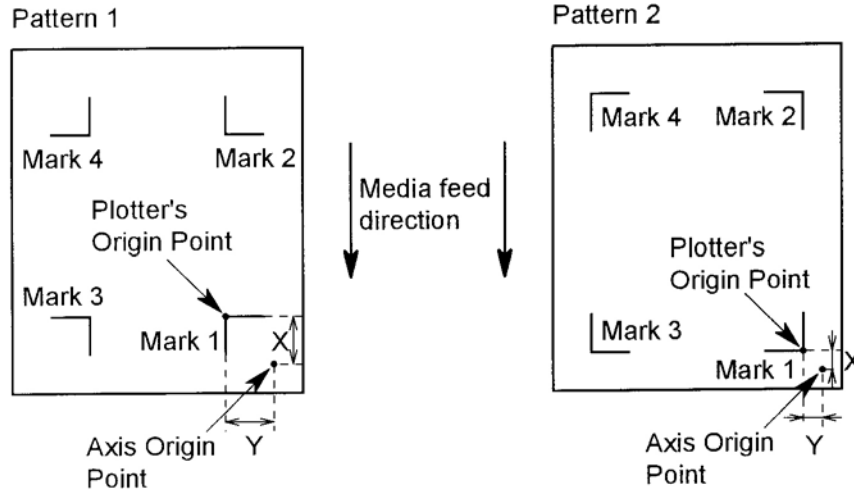 Pattern 1
Mark 4
Mark 2
Plotter's
Origin Point
Mark 3
Mark 1
X
Y
Axis Origin
Point
Media feed
direction
Pattern 2
Mark 4
Mark 2
Plotter's
Origin Point
Mark 3
Mark 1
X
Y
Axis Origin
Point